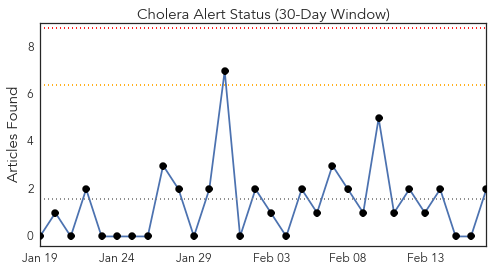 Cholera Alert Status (30-Day Window)
Articles Found
8
6
4
2
0
Jan 19 Jan 24 Jan 29 Feb 03 Feb 08 Feb 13